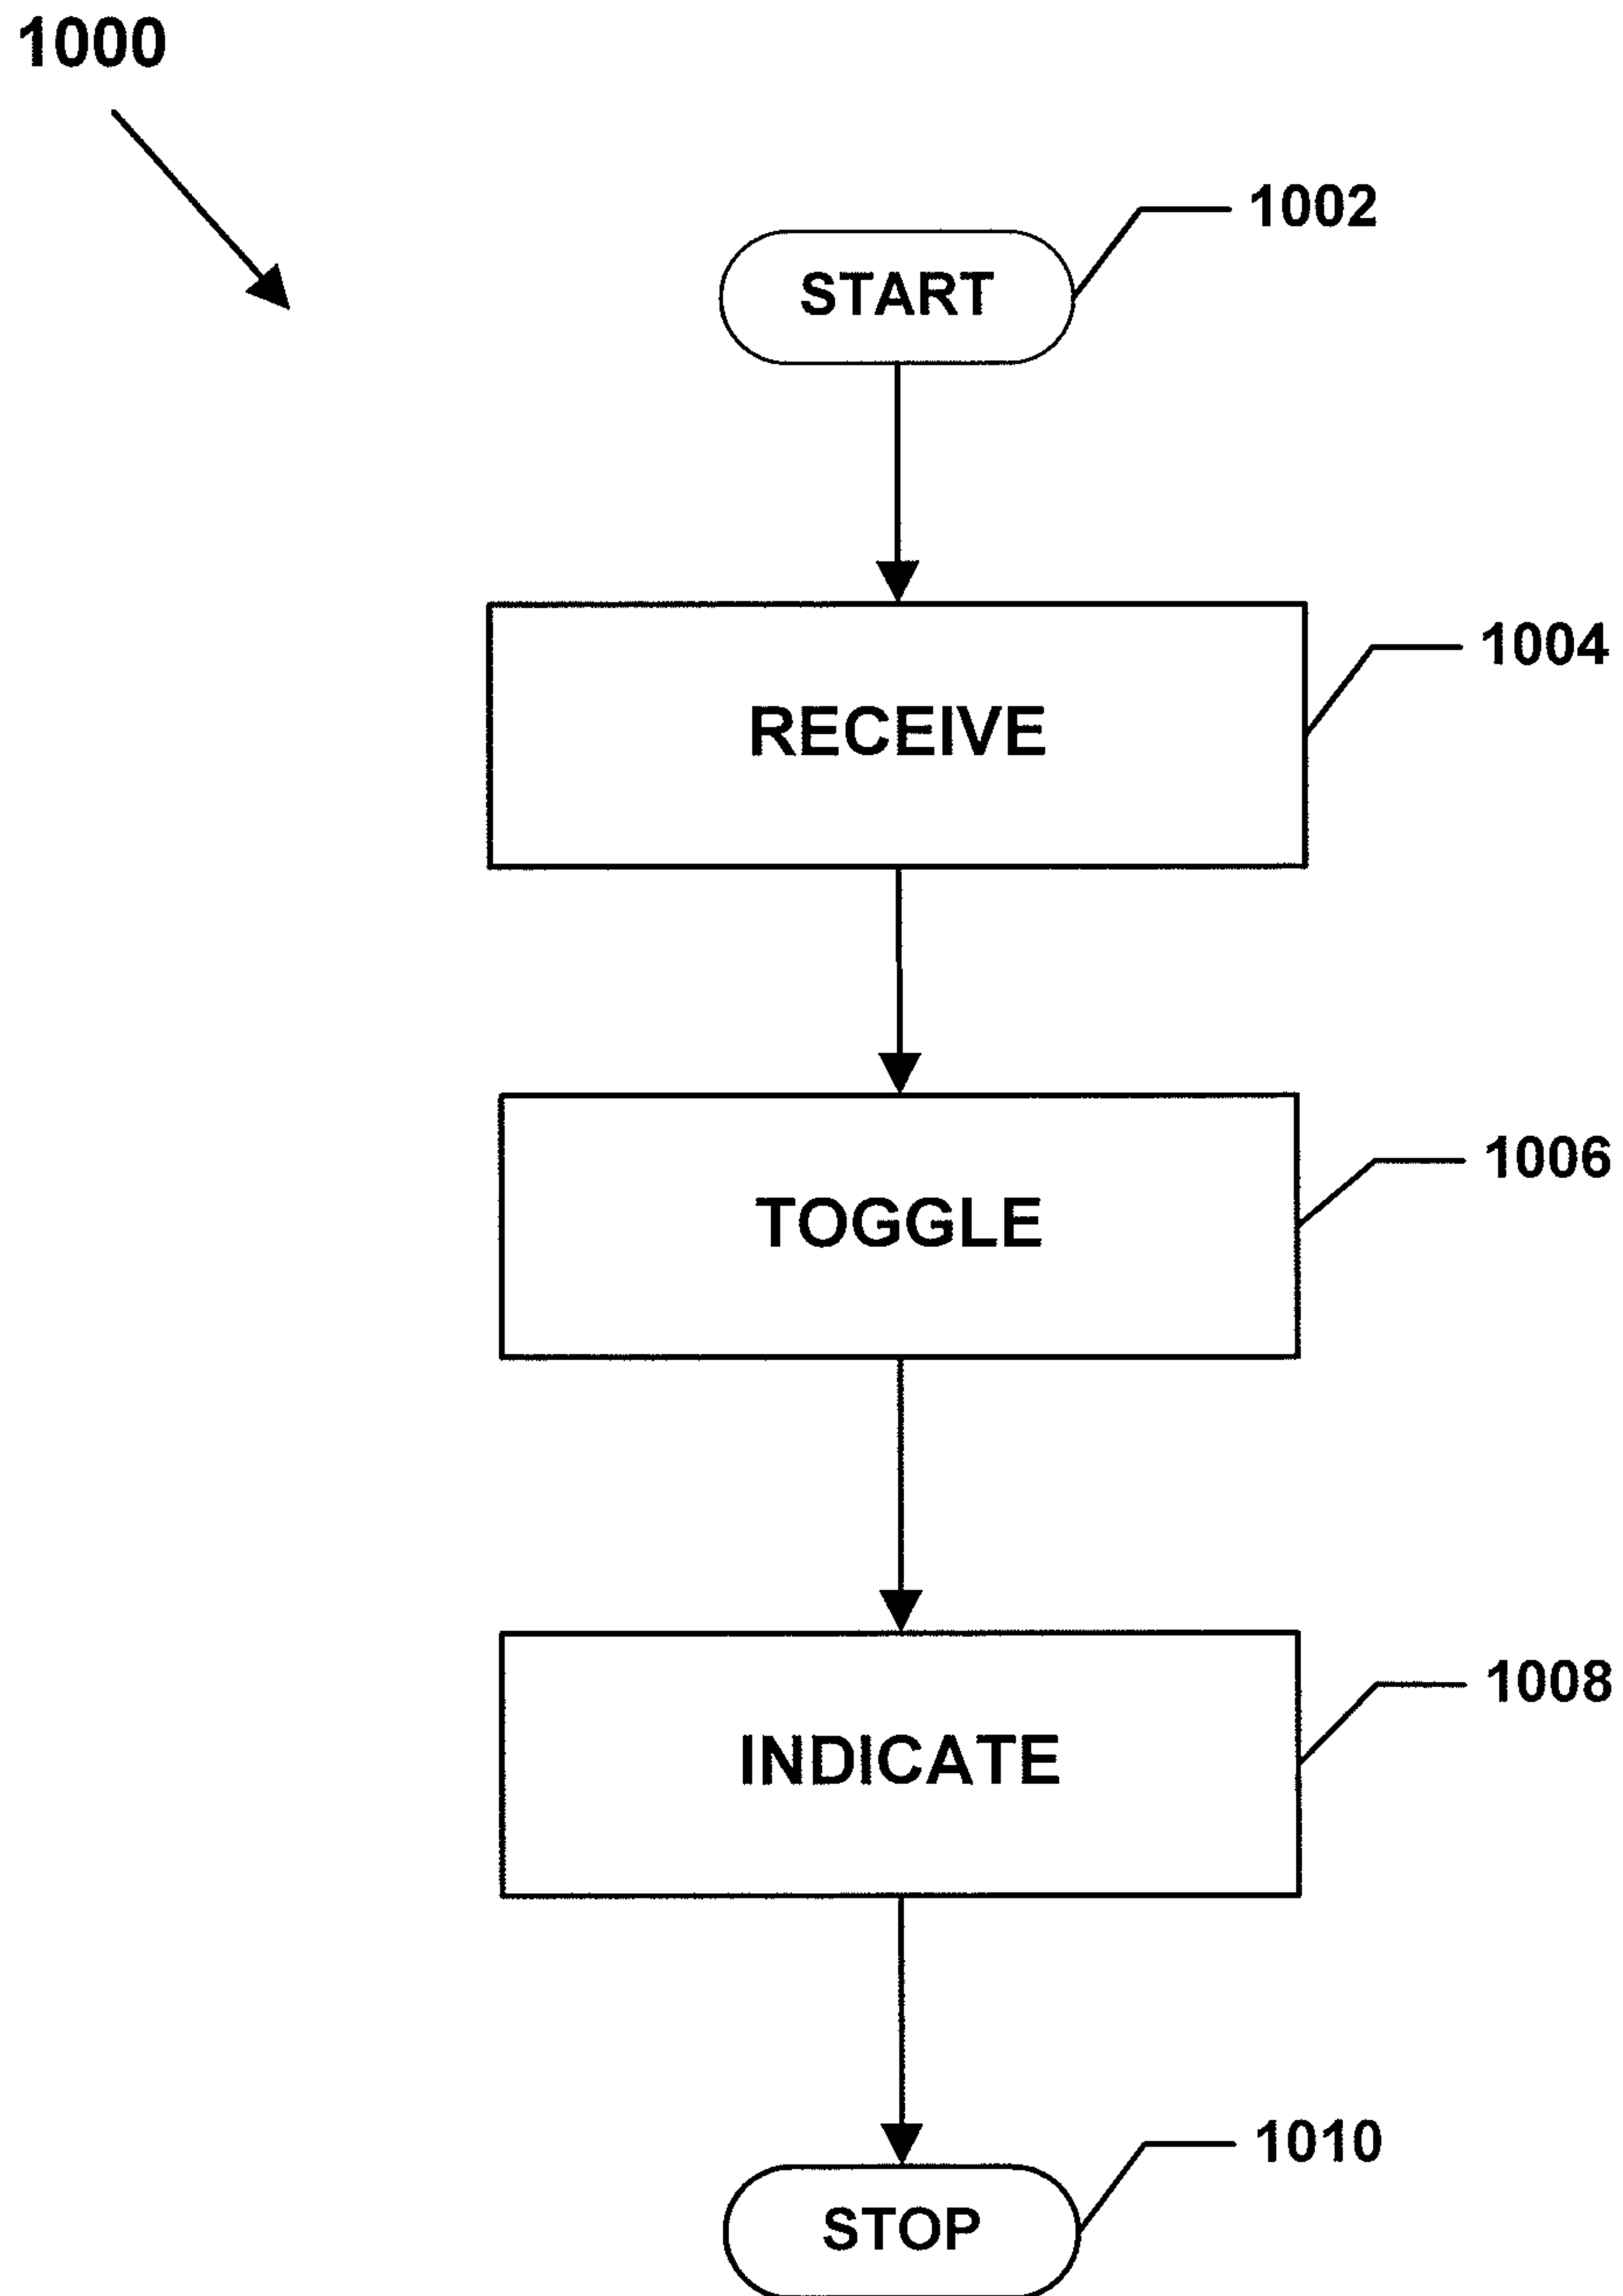 1000
1002
START
1004
RECEIVE
1006
TOGGLE
1008
INDICATE
1010
STOP